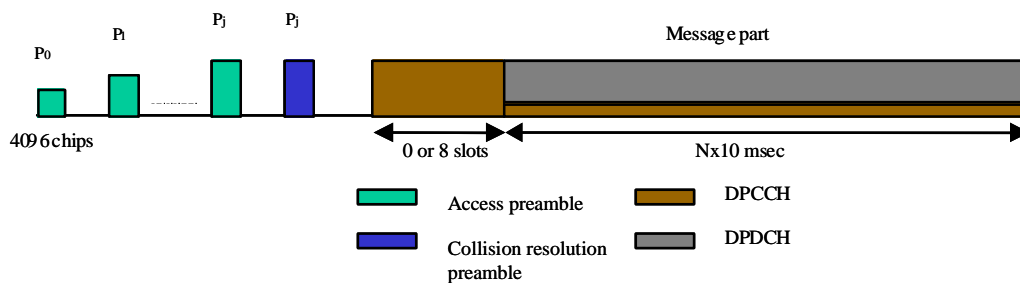 Pj Pj
P1 Message part
P0
4096 chips
0 or 8 slots Nx10 msec
Access preamble DPCCH
Collision resolution preamble DPDCH